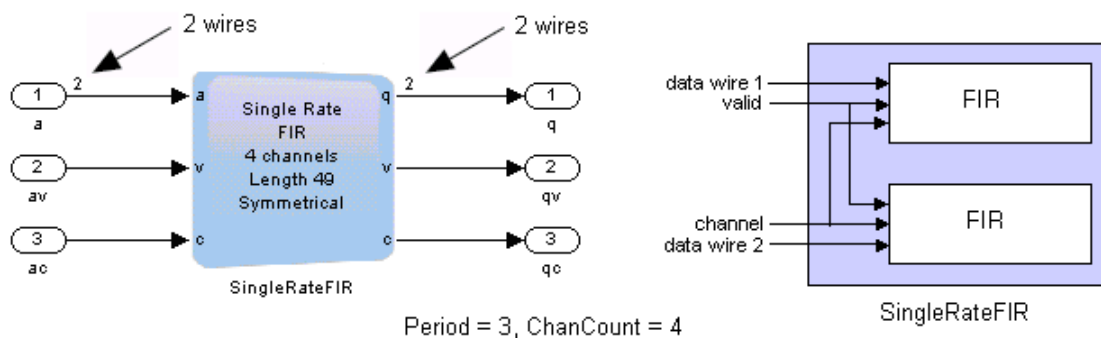 2 wires
2 wires
1
2
a
a
q
2
1
q
Single Rate
FIR
4 channels
Length 49
Symmetrical
2
av
v
v
2
qv
3
ac
c
c
3
qc
SingleRateFIR
data wire 1
valid
FIR
channel
data wire 2
FIR
SingleRateFIR
Period = 3, ChanCount = 4